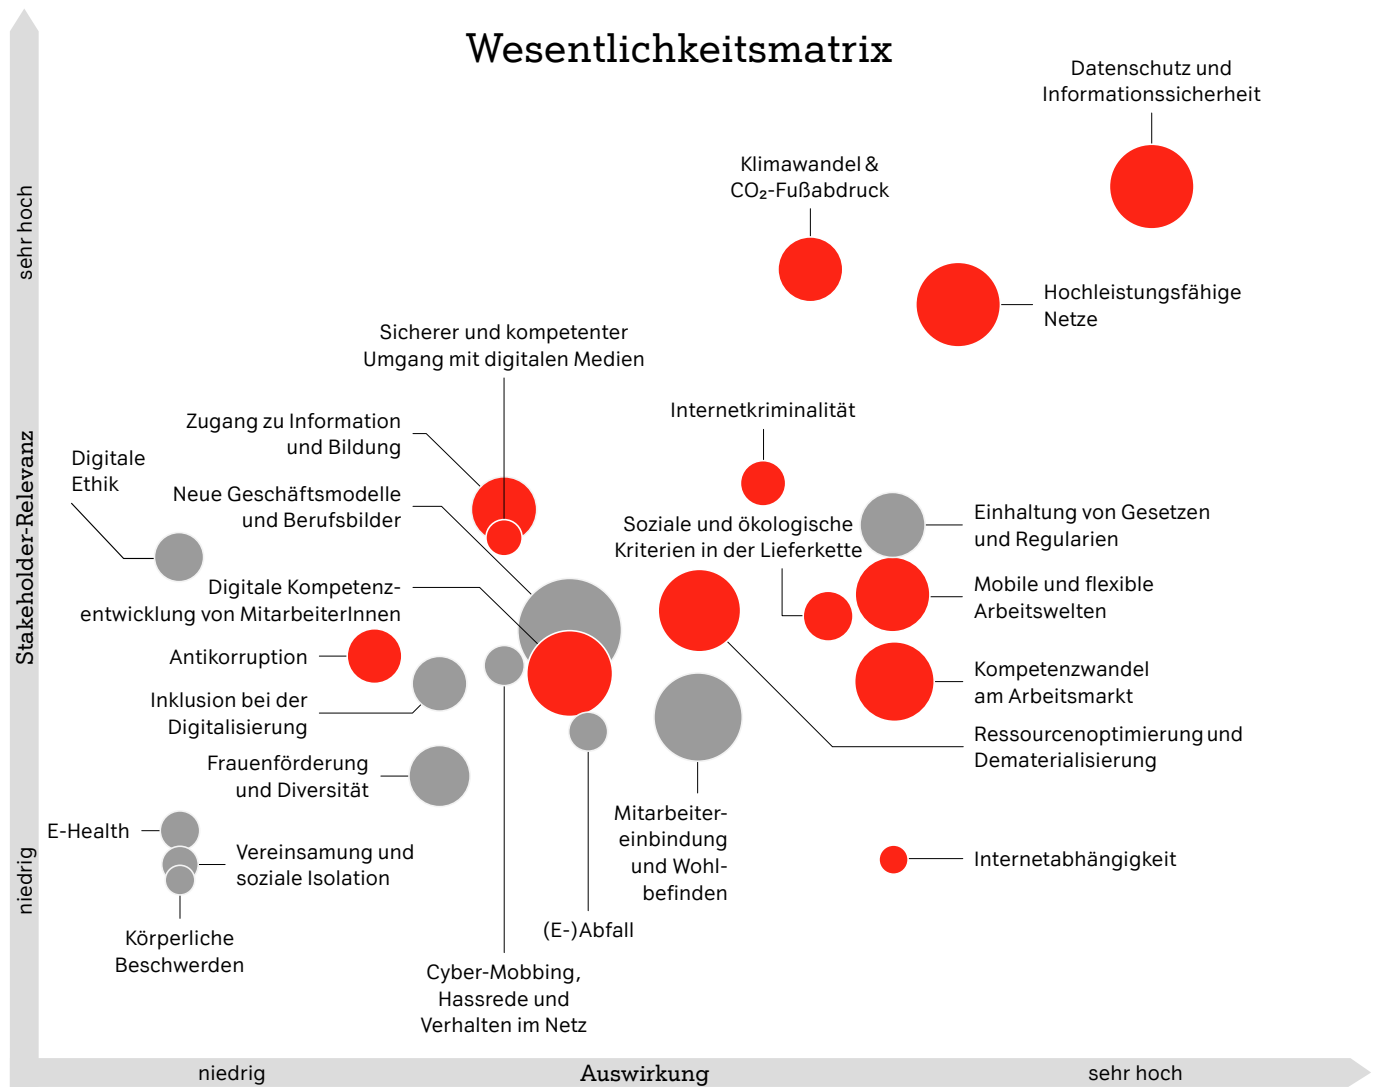 Wesentlichkeitsmatrix
Datenschutz und
Informationssicherheit
Klimawandel &
CO₂-Fußabdruck
sehr hoch
Hochleistungsfähige
Netze
Sicherer und kompetenter
Umgang mit digitalen Medien
Internetkriminalität
Zugang zu Information
und Bildung
Digitale
Ethik
Neue Geschäftsmodelle
und Berufsbilder
Soziale und ökologische
Kriterien in der Lieferkette
Einhaltung von Gesetzen
und Regularien
Stakeholder-Relevanz
Digitale Kompetenz-
entwicklung von MitarbeiterInnen
Mobile und flexible
Arbeitswelten
Antikorruption
Kompetenzwandel
am Arbeitsmarkt
Inklusion bei der
Digitalisierung
Ressourcenoptimierung und
Dematerialisierung
Frauenförderung
und Diversität
Mitarbeiter-
einbindung
und Wohl-
befinden
E-Health
Vereinsamung und
soziale Isolation
Internetabhängigkeit
niedrig
(E-)Abfall
Körperliche
Beschwerden
Cyber-Mobbing,
Hassrede und
Verhalten im Netz
niedrig
Auswirkung
sehr hoch